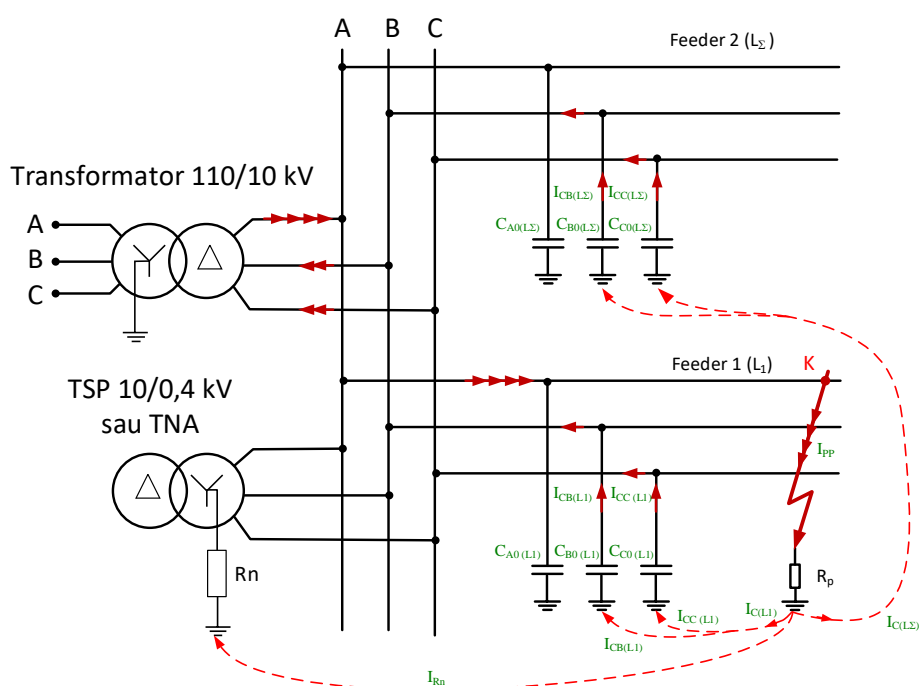 A B C
Feeder 2 (LΣ)
Transformator 110/10 kV
A
B
C
ICB(LΣ) ICC(LΣ)
CA0(LΣ) CB0(LΣ) CC0(LΣ)
TSP 10/0,4 kV
sau TNA
Feeder 1 (L1)
K
IPP
ICB(L1) ICC (L1)
CA0 (L1) CB0 (L1) CC0 (L1)
Rn
Rp
IC(L1)
ICC (L1)
IC(LΣ)
ICB(L1)
IRn